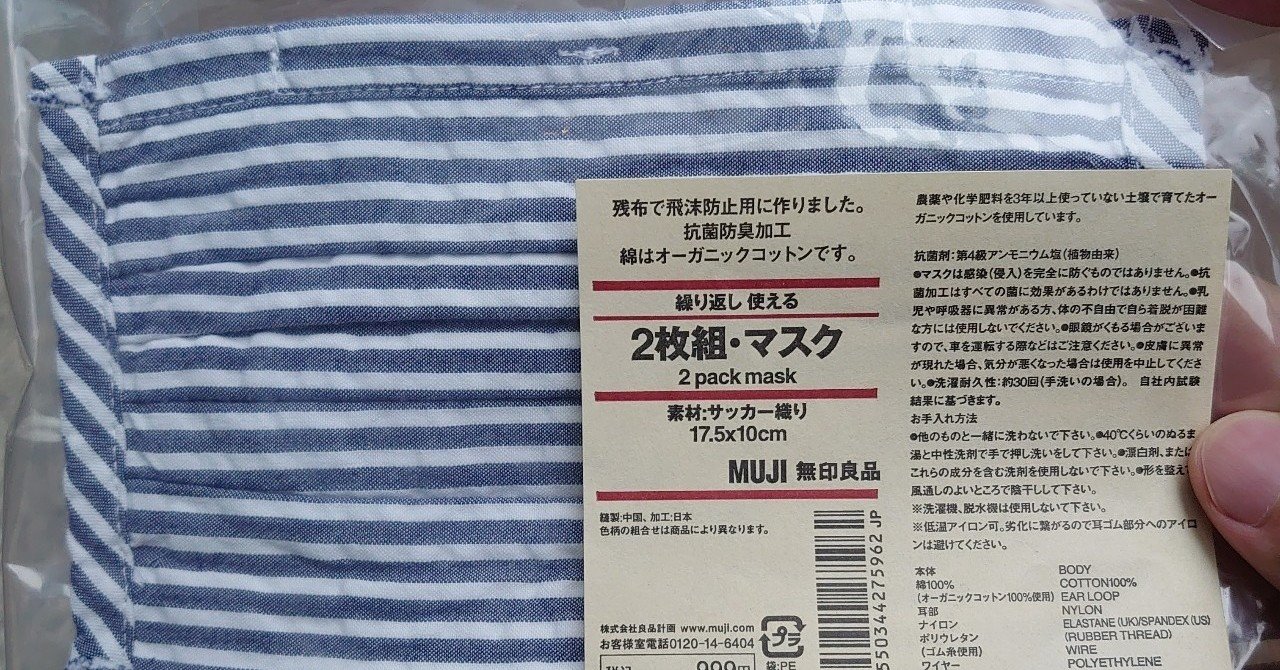 残布で飛沫防止用に作りました。
抗菌防臭加工
綿はオーガニックコットンです。
繰り返し使える
2枚組・マスク
2 pack mask
素材:サッカー織り
17.5x10cm
MUJI 無印良品
縫製:中国、加工:日本
色柄の組合せは商品により異なります。
株式会社良品計画 www.muji.com
お客様室電話0120-14-6404
プラ
袋:PE
550344275962 JP
農薬や化学肥料を3年以上使っていない土壌で育てたオー
ガニックコットンを使用しています。
抗菌剤:第4級アンモニウム塩(植物由来)
●マスクは感染(侵入)を完全に防ぐものではありません。●抗
菌加工はすべての菌に効果があるわけではありません。●乳
児や呼吸器に異常がある方、体の不自由で自ら着脱が困難
な方には使用しないでください。●眼鏡がくもる場合がございま
すので、車を運転する際などはご注意ください。●皮膚に異常
が現れた場合、気分が悪くなった場合は使用を中止してくださ
い。●洗濯耐久性:約30回(手洗いの場合)。 自社内試験
結果に基づきます。
お手入れ方法
●他のものと一緒に洗わないで下さい。●40℃くらいのぬるま
湯と中性洗剤で手で押し洗いをして下さい。●漂白剤、または
これらの成分を含む洗剤を使用しないで下さい。●形を整え
風通しのよいところで陰干しして下さい。
※洗濯機、脱水機は使用しないで下さい。
※低温アイロン可。劣化に繋がるので耳ゴム部分へのアイロ
ンは避けてください。
本体 BODY
綿100% COTTON100%
(オーガニックコットン100%使用) EAR LOOP
耳部 NYLON
ナイロン ELASTANE (UK)/SPANDEX (US)
ポリウレタン (RUBBER THREAD)
(ゴム糸使用) WIRE
ワイヤー POLYETHYLENE